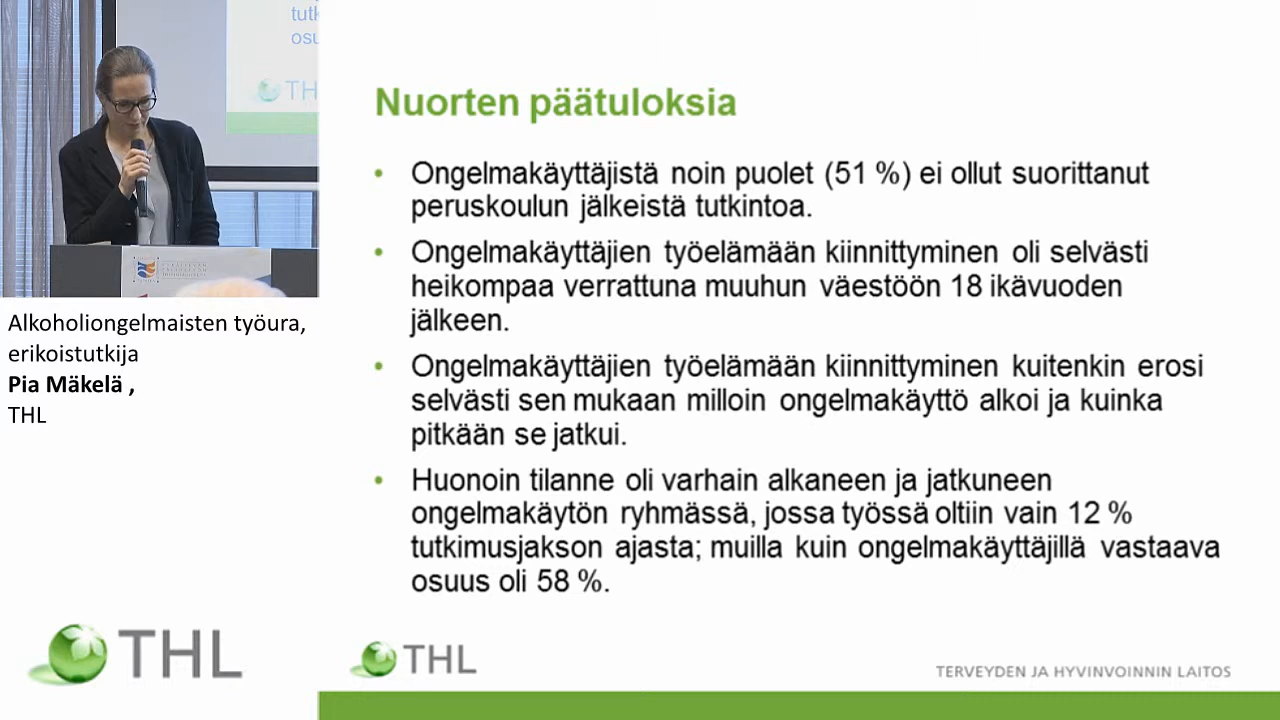 tutk
osu
THL
Alkoholiongelmaisten työura,
erikoistutkija
Pia Mäkelä ,
THL
THL
Nuorten päätuloksia
• Ongelmakäyttäjistä noin puolet (51 %) ei ollut suorittanut
peruskoulun jälkeistä tutkintoa.
• Ongelmakäyttäjien työelämään kiinnittyminen oli selvästi
heikompaa verrattuna muuhun väestöön 18 ikävuoden
jälkeen.
• Ongelmakäyttäjien työelämään kiinnittyminen kuitenkin erosi
selvästi sen mukaan milloin ongelmakäyttö alkoi ja kuinka
pitkään se jatkui.
• Huonoin tilanne oli varhain alkaneen ja jatkuneen
ongelmakäytön ryhmässä, jossa työssä oltiin vain 12 %
tutkimusjakson ajasta; muilla kuin ongelmakäyttäjillä vastaava
osuus oli 58 %.
THL
TERVEYDEN JA HYVINVOINNIN LAITOS